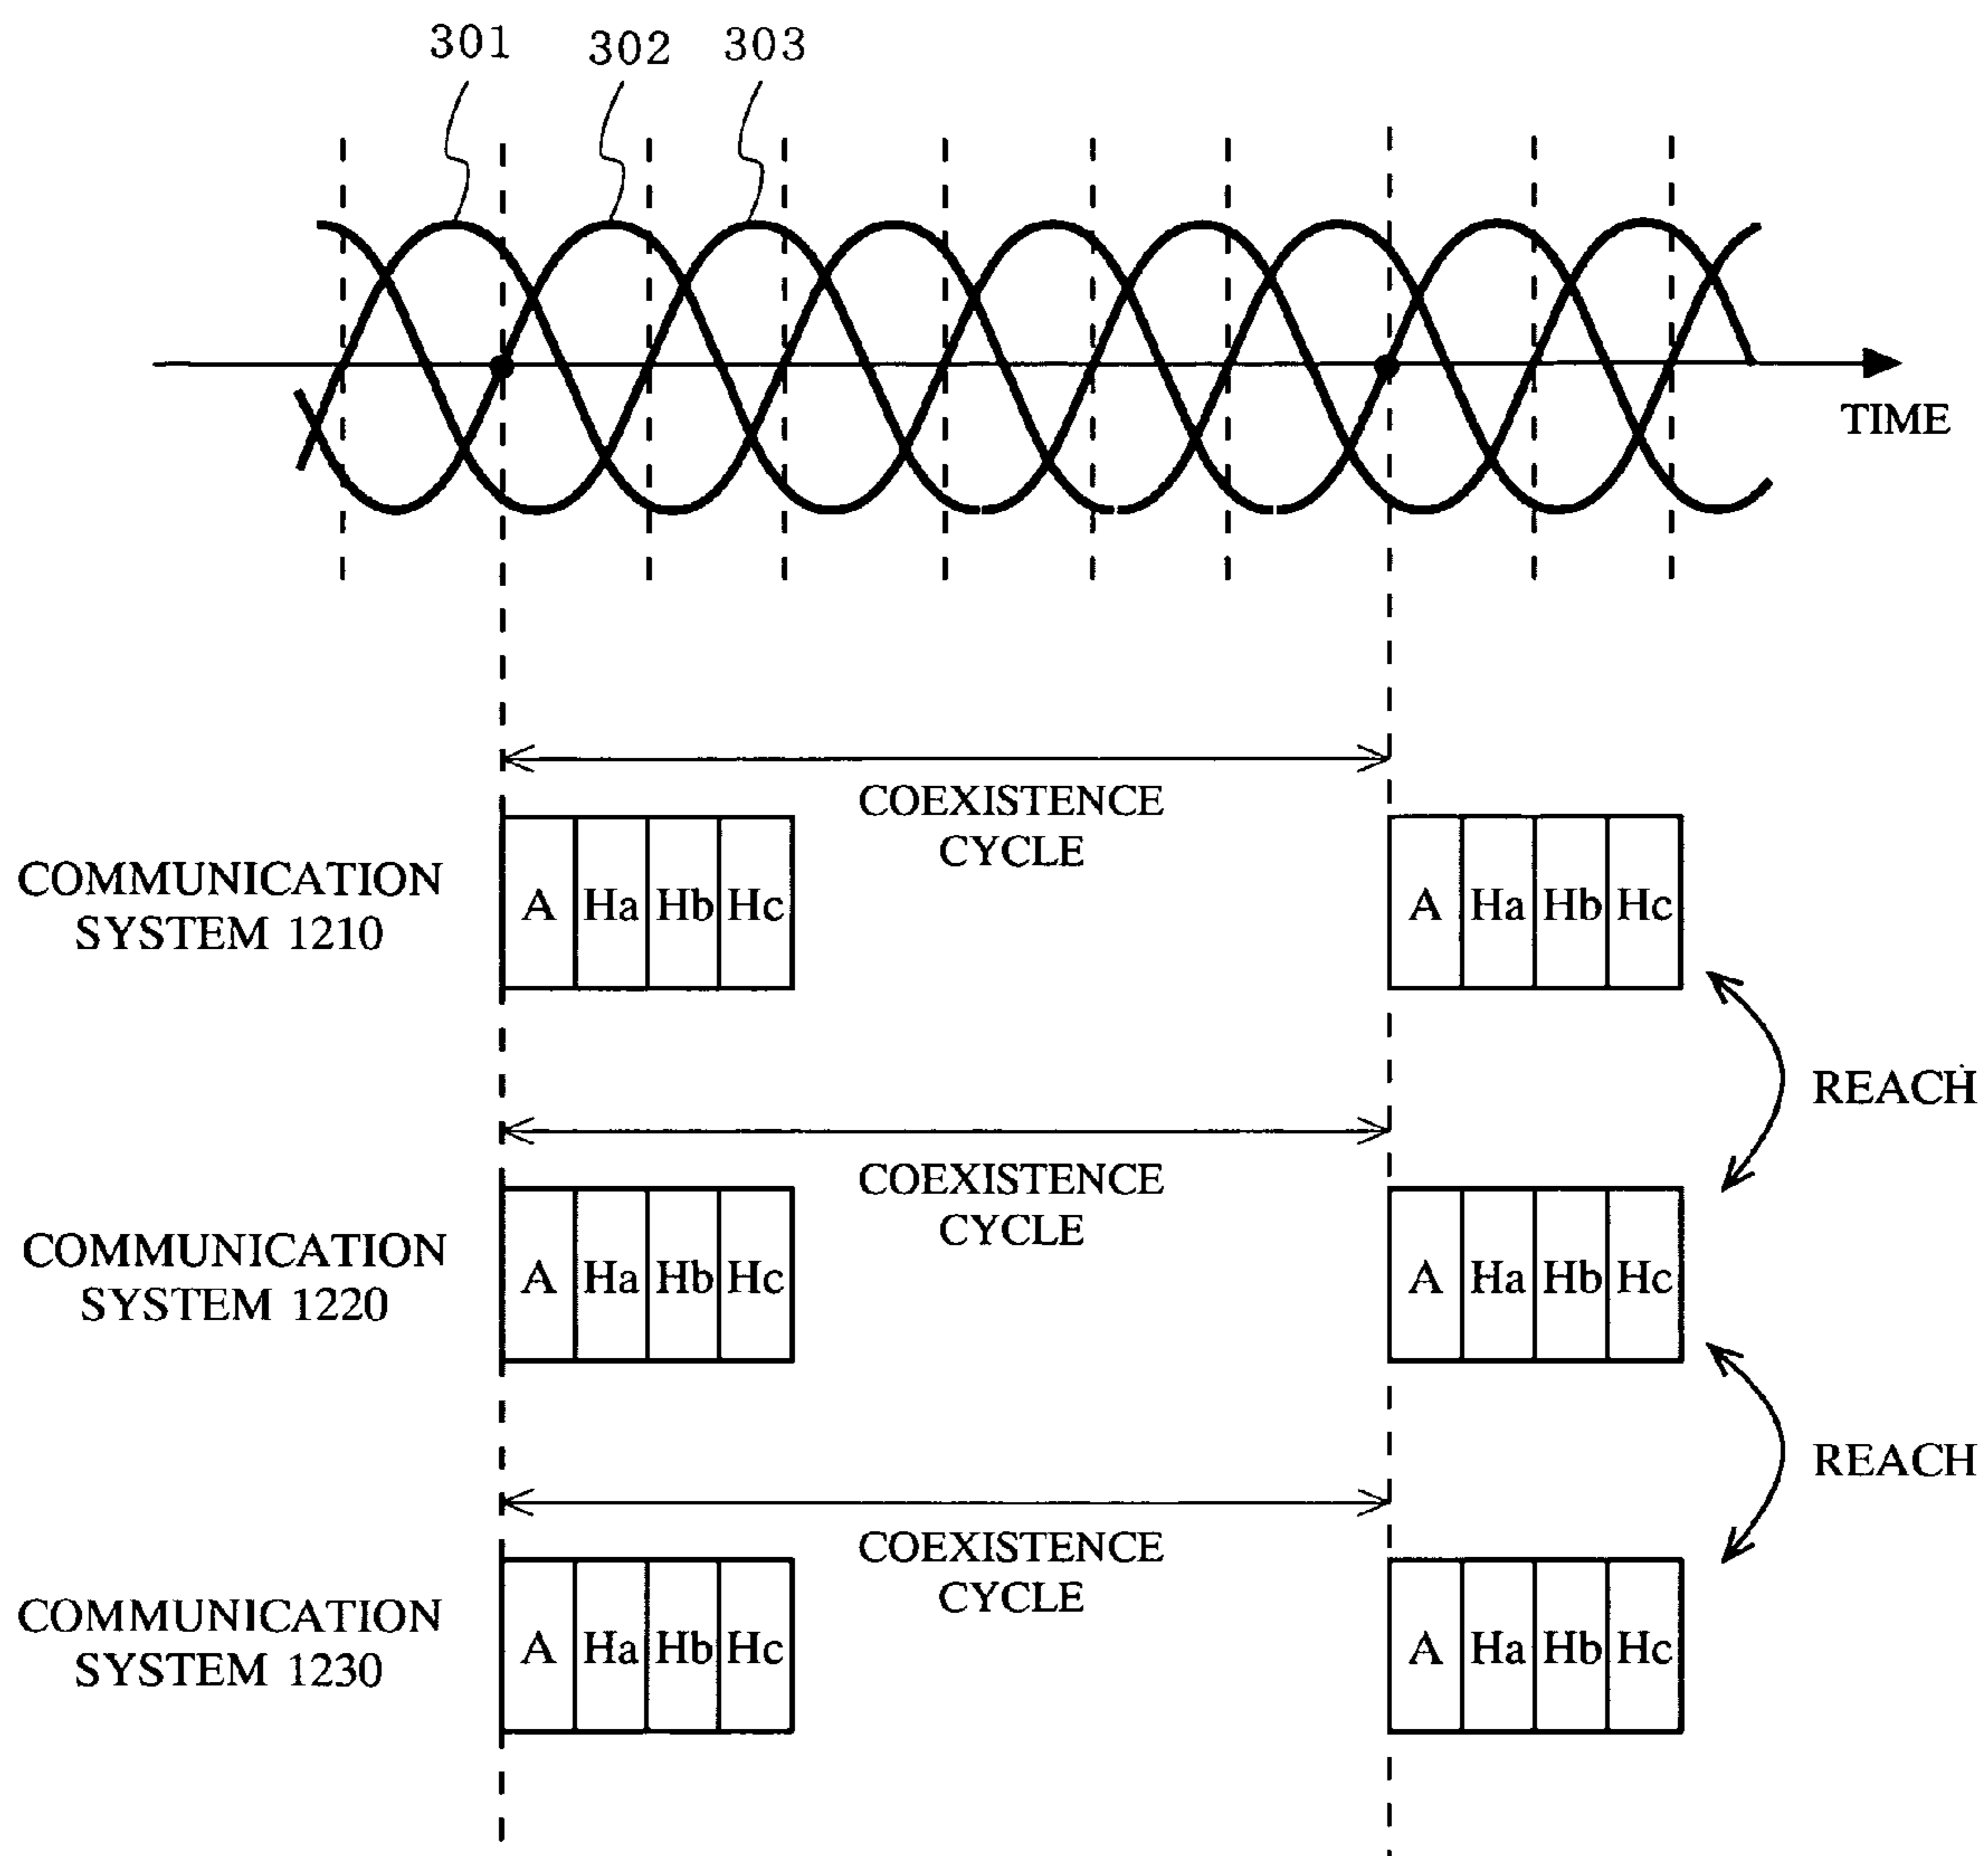 301 302 303
TIME
COEXISTENCE
CYCLE
COMMUNICATION
SYSTEM 1210
A Ha Hb Hc
A Ha Hb Hc
REACH
COEXISTENCE
CYCLE
COMMUNICATION
SYSTEM 1220
A Ha Hb Hc
A Ha Hb Hc
REACH
COEXISTENCE
CYCLE
COMMUNICATION
SYSTEM 1230
A Ha Hb Hc
A Ha Hb Hc